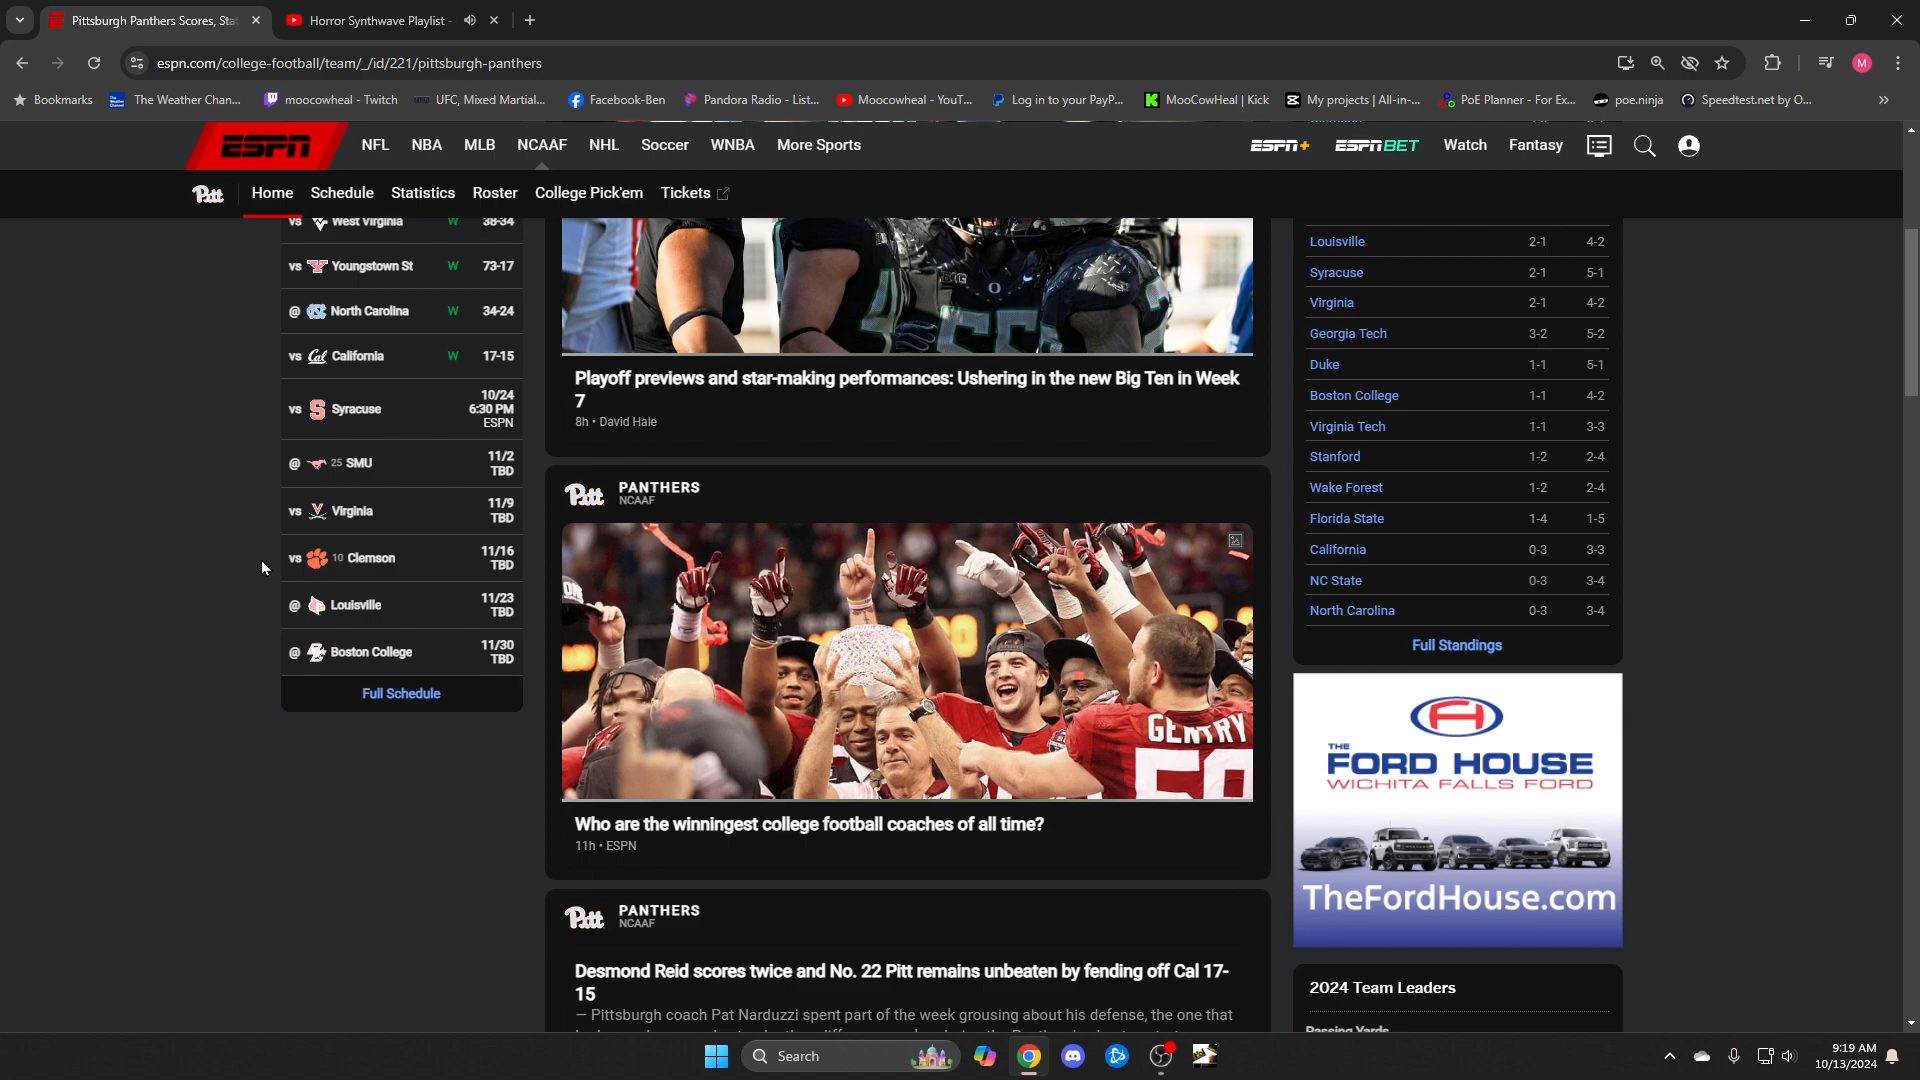 Pittsburgh Panthers Scores, Stat
Horror Synthwave Playlist -
espn.com/college-football/team/_/id/221/pittsburgh-panthers
M
Bookmarks
The Weather Chan...
moocowheal - Twitch
UFC, Mixed Martial...
Facebook-Ben
Pandora Radio - List...
Moocowheal - YouT...
Log in to your PayP...
MooCowHeal | Kick
My projects | All-in-...
PoE Planner - For Ex...
poe.ninja
Speedtest.net by O...
»
ESPN
NFL
NBA
MLB
NCAAF
NHL
Soccer
WNBA
More Sports
ESPN+
ESPN BET
Watch
Fantasy
Pitt
Home
Schedule
Statistics
Roster
College Pick'em
Tickets
vs West Virginia W 38-34
vs Youngstown St W 73-17
@ North Carolina W 34-24
vs Cal California W 17-15
vs S Syracuse 10/24 6:30 PM ESPN
@ 25 SMU 11/2 TBD
vs Virginia 11/9 TBD
vs 10 Clemson 11/16 TBD
@ Louisville 11/23 TBD
@ Boston College 11/30 TBD
Full Schedule
Playoff previews and star-making performances: Ushering in the new Big Ten in Week
7
8h • David Hale
Pitt PANTHERS
NCAAF
GENTRY
Who are the winningest college football coaches of all time?
11h • ESPN
Pitt PANTHERS
NCAAF
Desmond Reid scores twice and No. 22 Pitt remains unbeaten by fending off Cal 17-
15
— Pittsburgh coach Pat Narduzzi spent part of the week grousing about his defense, the one that
Louisville 2-1 4-2
Syracuse 2-1 5-1
Virginia 2-1 4-2
Georgia Tech 3-2 5-2
Duke 1-1 5-1
Boston College 1-1 4-2
Virginia Tech 1-1 3-3
Stanford 1-2 2-4
Wake Forest 1-2 2-4
Florida State 1-4 1-5
California 0-3 3-3
NC State 0-3 3-4
North Carolina 0-3 3-4
Full Standings
THE
FORD HOUSE
WICHITA FALLS FORD
TheFordHouse.com
2024 Team Leaders
Passing Yards
Search
9:19 AM
10/13/2024